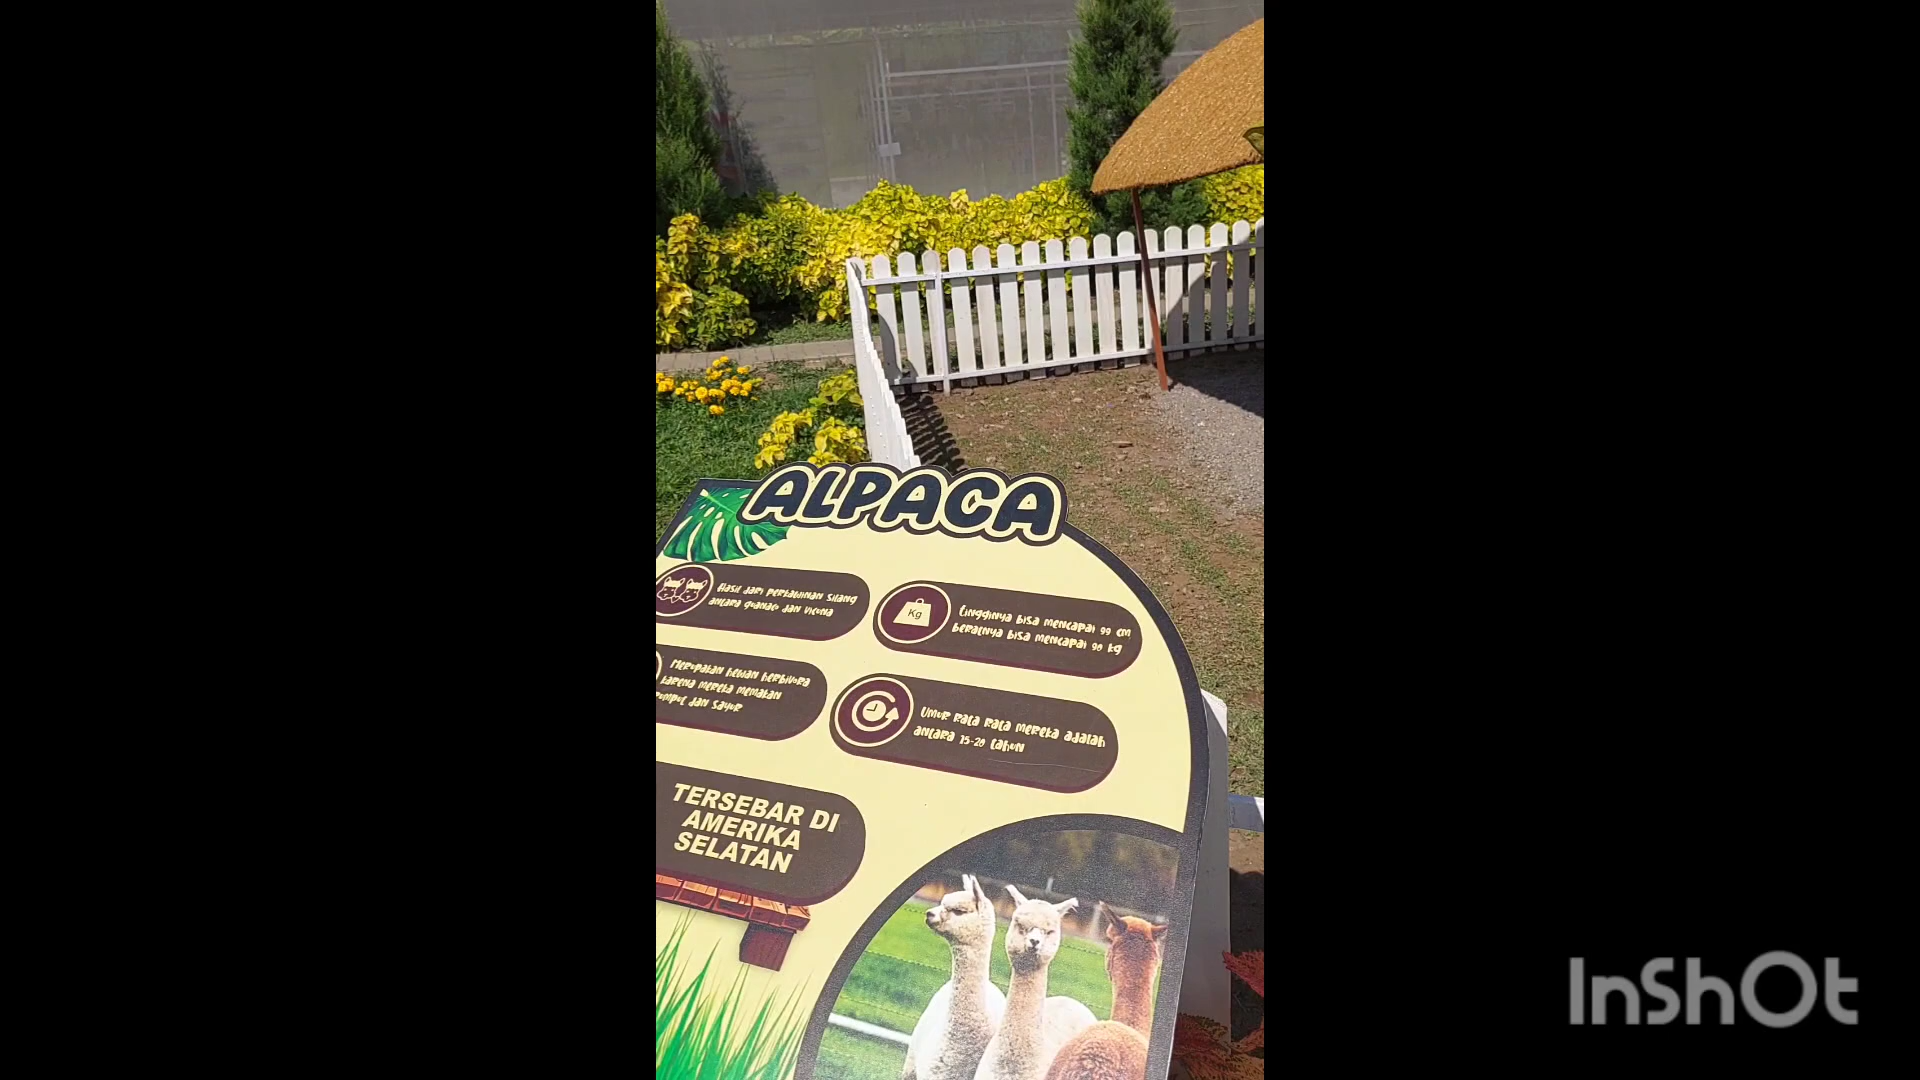 ALPACA
Hasil dari perkawinan silang
antara guanaco dan vicuna
Kg
tingginya bisa mencapai 99 cm
beratnya bisa mencapai 90 kg
Merupakan hewan herbivora
karena mereka memakan
rumput dan sayur
Umur rata rata mereka adalah
antara 15-20 tahun
TERSEBAR DI
AMERIKA
SELATAN
InShOt